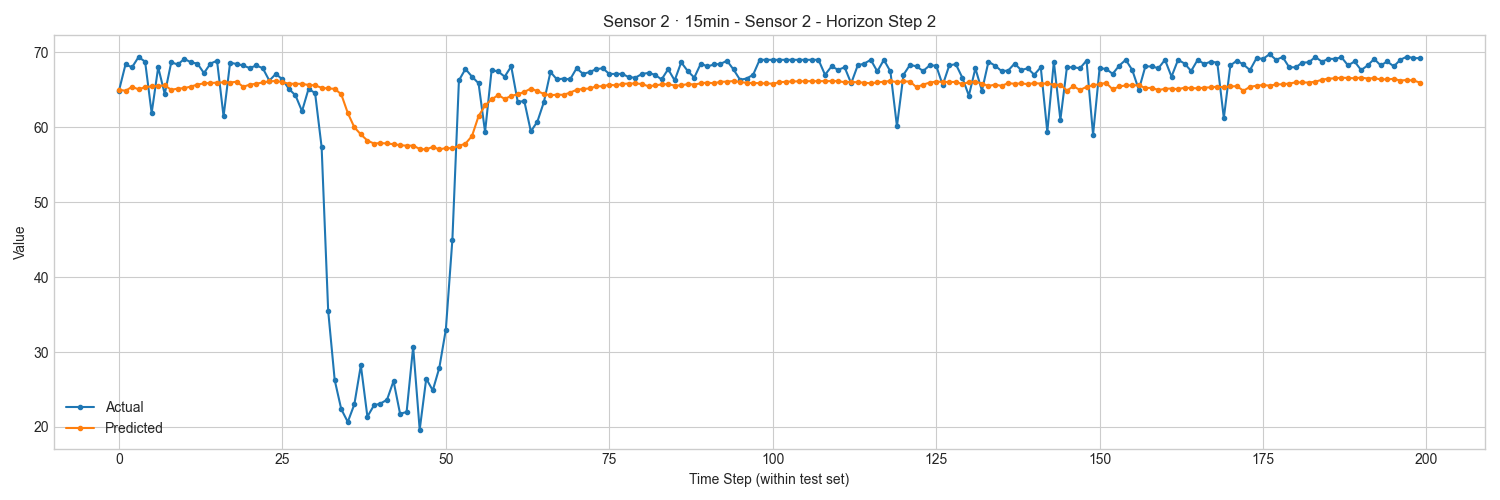 Sensor 2 · 15min - Sensor 2 - Horizon Step 2
Value
70
60
50
40
30
20
Actual
Predicted
0 25 50 75 100 125 150 175 200
Time Step (within test set)